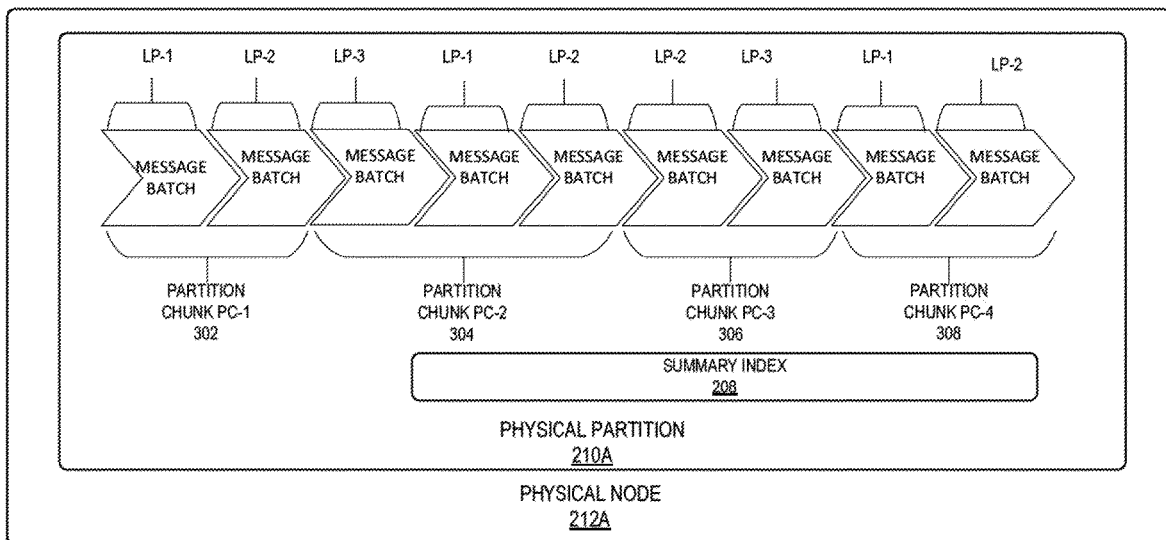 LP-1 LP-2 LP-3 LP-1 LP-2 LP-2 LP-3 LP-1 LP-2
MESSAGE BATCH
MESSAGE BATCH
MESSAGE BATCH
MESSAGE BATCH
MESSAGE BATCH
MESSAGE BATCH
MESSAGE BATCH
MESSAGE BATCH
MESSAGE BATCH
PARTITION
CHUNK PC-1
302
PARTITION
CHUNK PC-2
304
PARTITION
CHUNK PC-3
306
PARTITION
CHUNK PC-4
308
SUMMARY INDEX
208
PHYSICAL PARTITION
210A
PHYSICAL NODE
212A